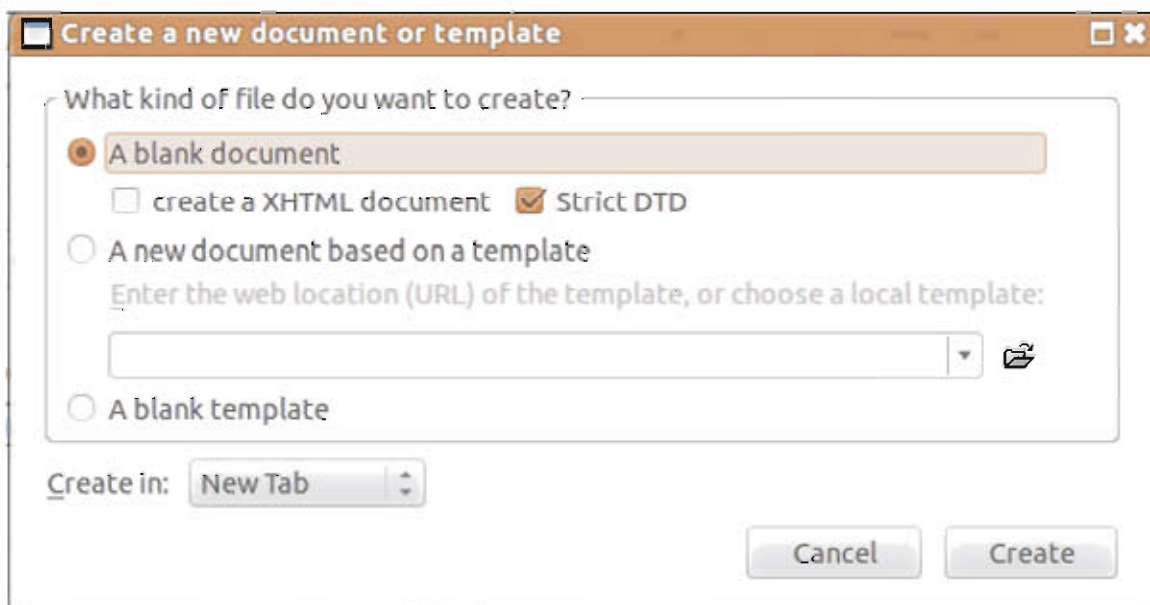 Create a new document or template
What kind of file do you want to create?
A blank document
create a XHTML document Strict DTD
A new document based on a template
Enter the web location (URL) of the template, or choose a local template:
A blank template
Create in: New Tab
Cancel Create